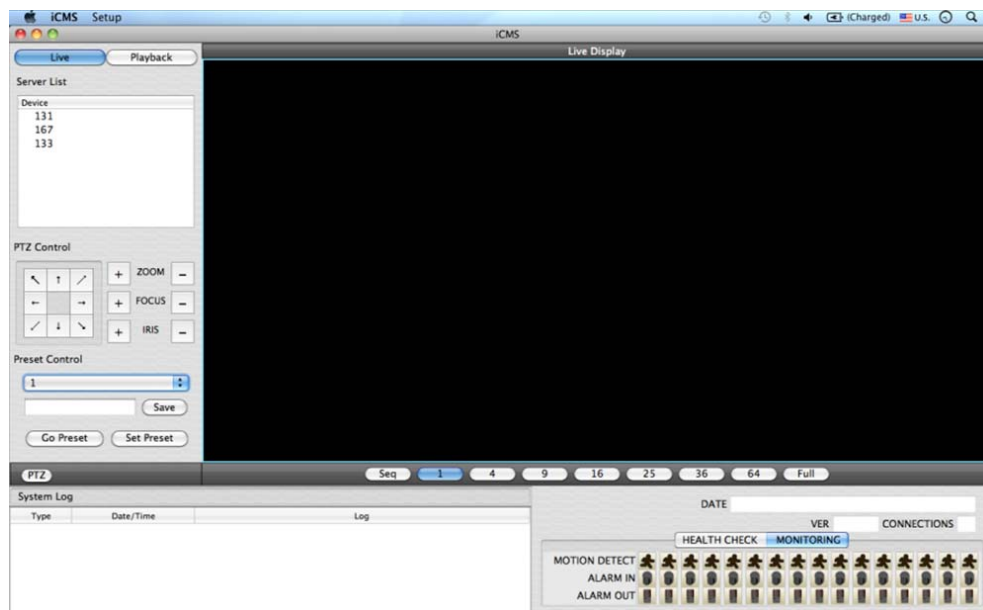 iCMS Setup (Charged) U.S.
iCMS
Live Playback
Live Display
Server List
Device
131
167
133
PTZ Control
+ ZOOM -
+ FOCUS -
+ IRIS -
Preset Control
1
Save
Go Preset Set Preset
PTZ
Seq 1 4 9 16 25 36 64 Full
System Log
Type Date/Time Log
DATE
VER CONNECTIONS
HEALTH CHECK MONITORING
MOTION DETECT
ALARM IN
ALARM OUT